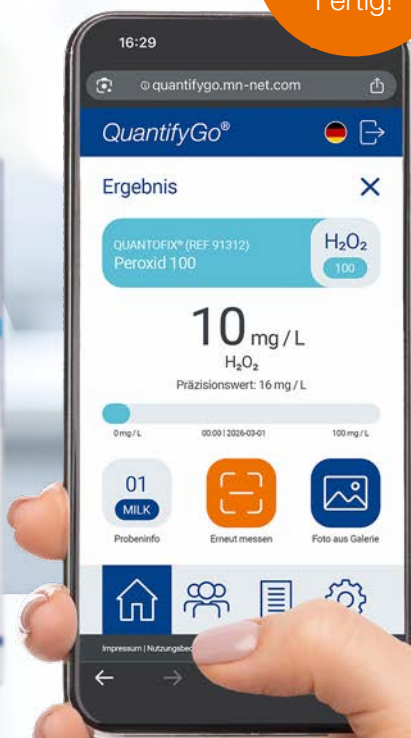 Fertig!
16:29
quantifygo.mn-net.com
QuantifyGo®
Ergebnis
QUANTOFIX® (REF 91312)
Peroxid 100
H₂O₂
100
10 mg/L
H₂O₂
Präzisionswert: 16 mg/L
0 mg/L 00:00 | 2026-03-01 100 mg/L
01
MILK
Probeninfo Erneut messen Foto aus Galerie
Impressum |